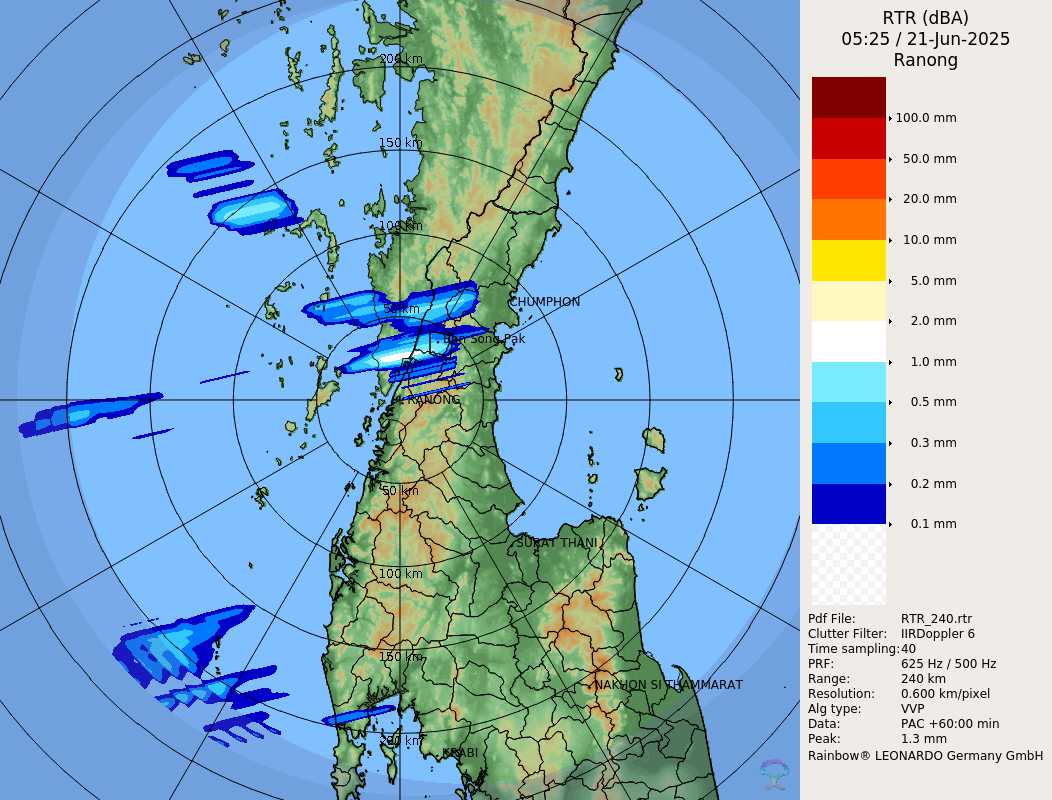 RTR (dBA)
05:25 / 21-Jun-2025
Ranong
200 km
150 km
100 km
50 km
CHUMPHON
Ban Song Pak
RANONG
50 km
SURAT THANI
100 km
150 km
NAKHON SI THAMMARAT
200 km
KRABI
100.0 mm
50.0 mm
20.0 mm
10.0 mm
5.0 mm
2.0 mm
1.0 mm
0.5 mm
0.3 mm
0.2 mm
0.1 mm
Pdf File: RTR_240.rtr
Clutter Filter: IIRDoppler 6
Time sampling:40
PRF: 625 Hz / 500 Hz
Range: 240 km
Resolution: 0.600 km/pixel
Alg type: VVP
Data: PAC +60:00 min
Peak: 1.3 mm
Rainbow® LEONARDO Germany GmbH